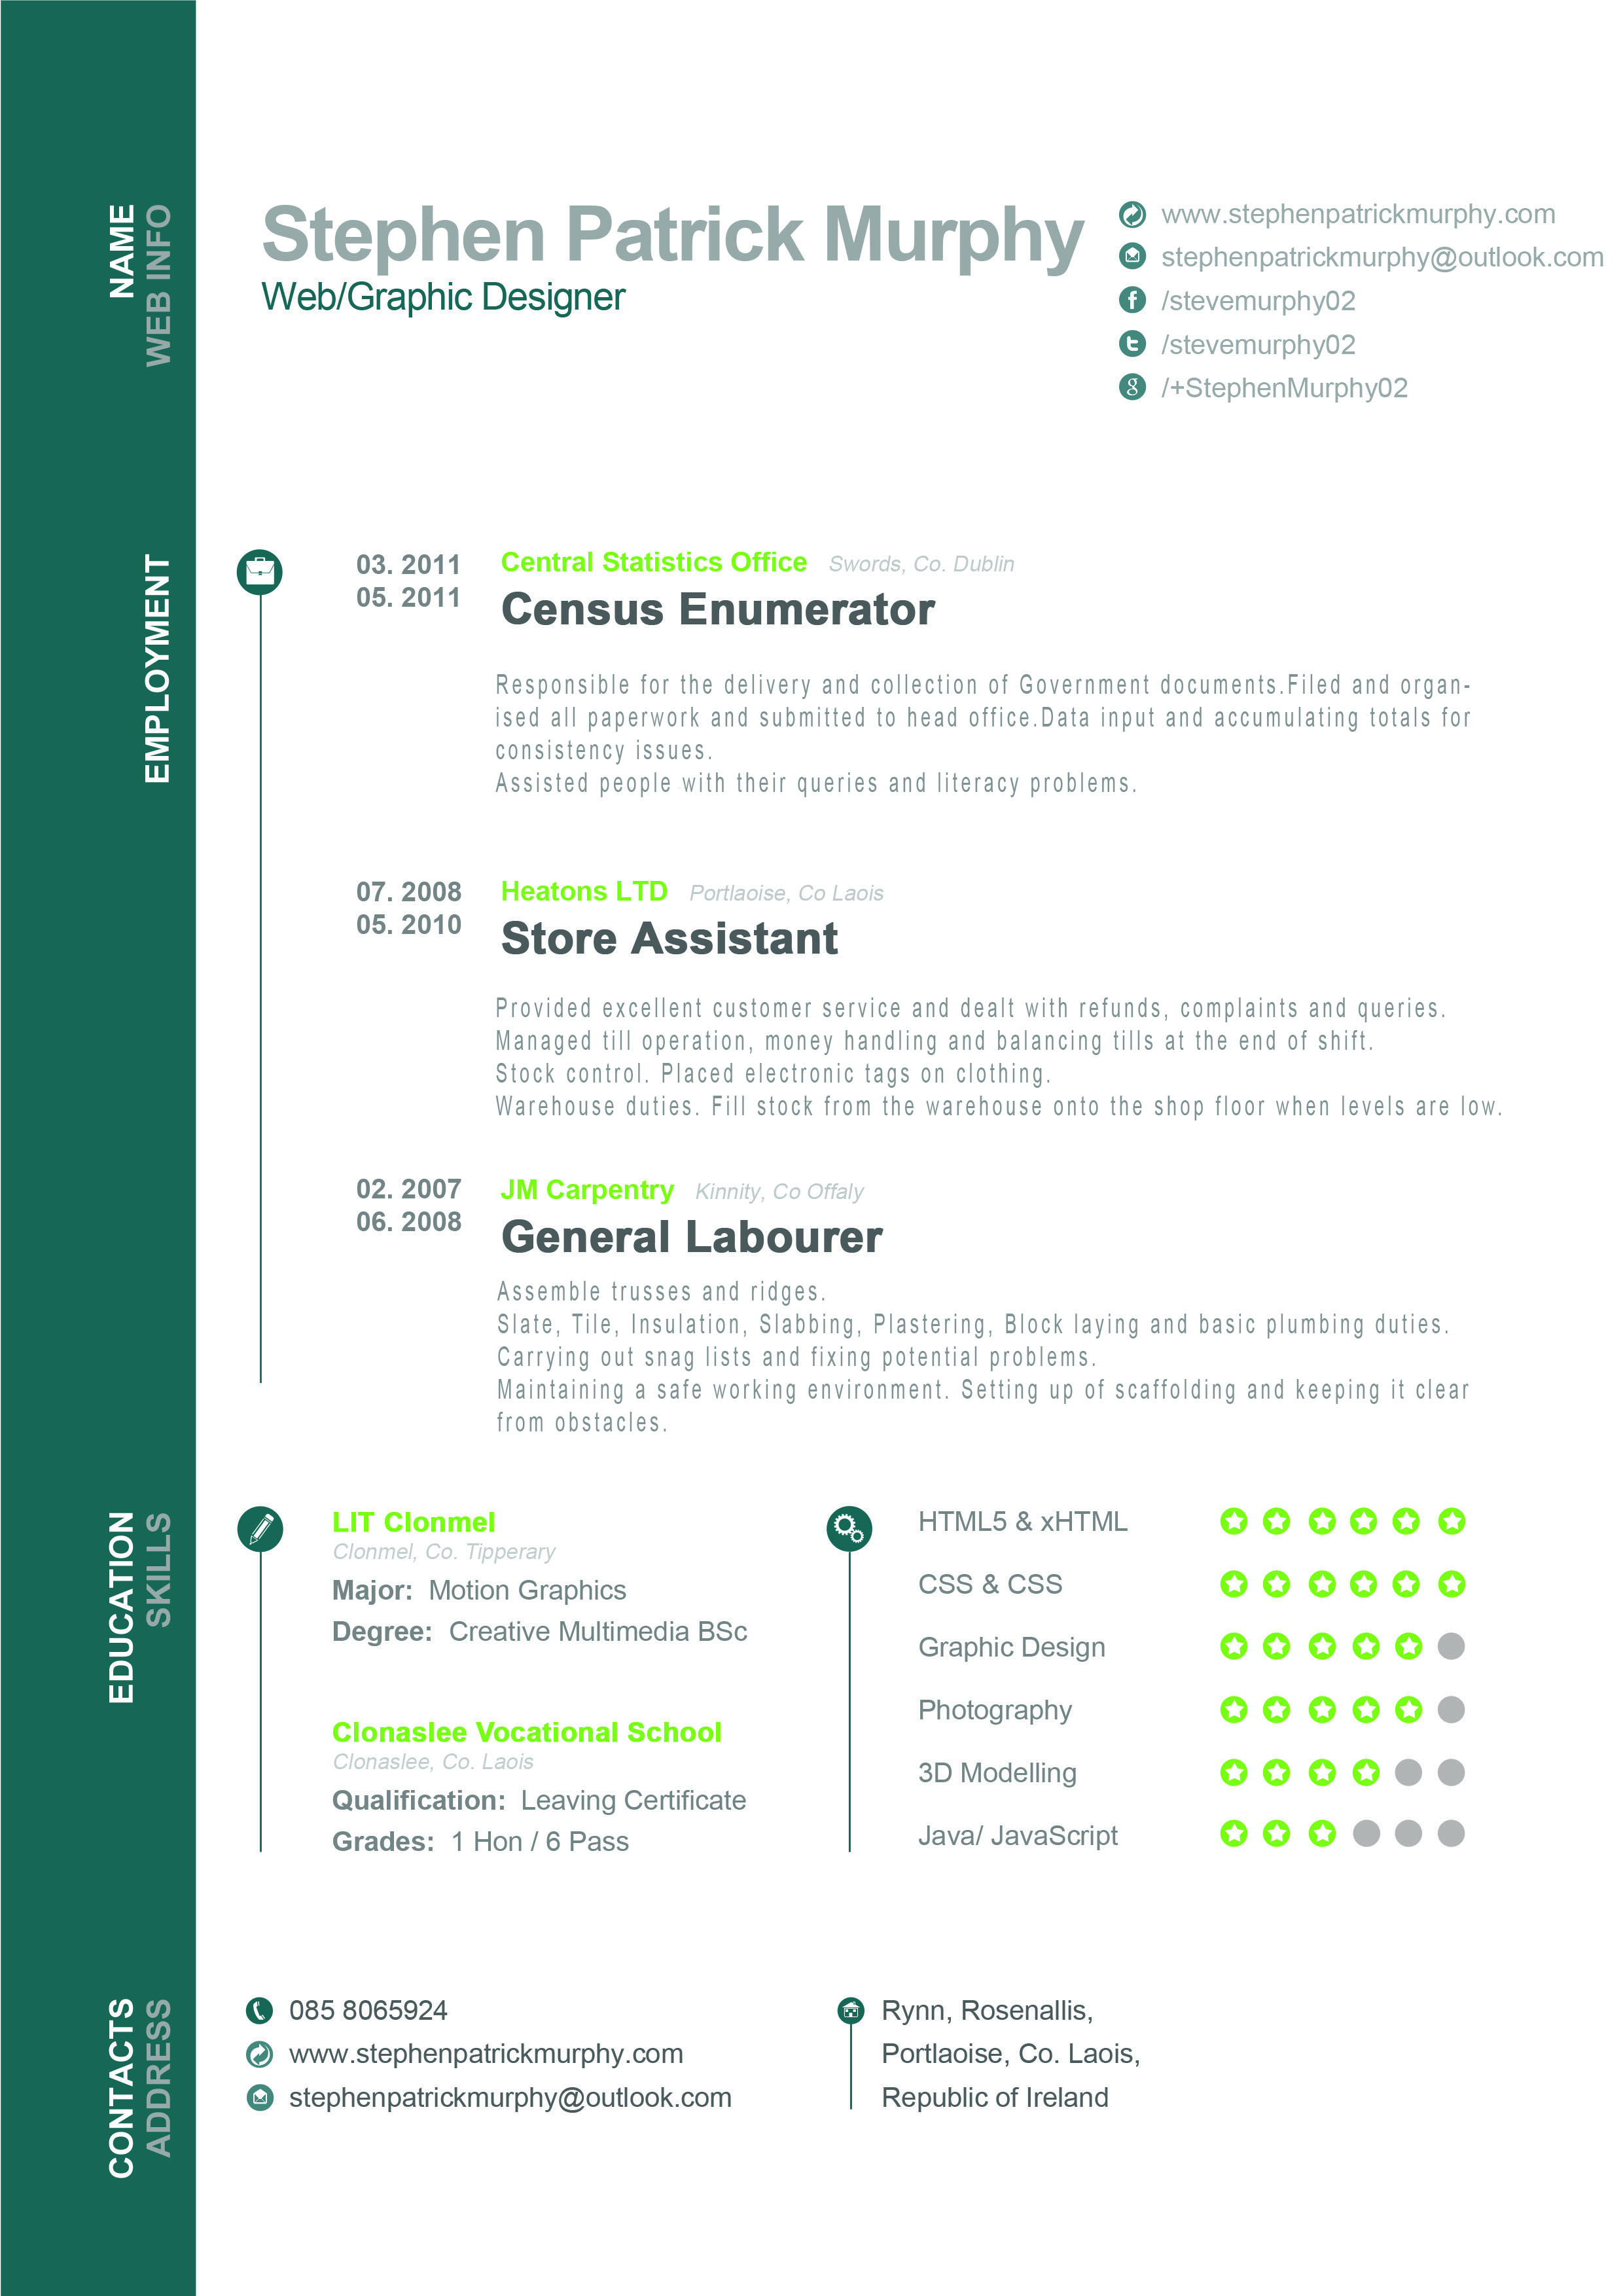 NAME
WEB INFO
Stephen Patrick Murphy
Web/Graphic Designer
www.stephenpatrickmurphy.com
stephenpatrickmurphy@outlook.com
/stevemurphy02
/stevemurphy02
/+StephenMurphy02
EMPLOYMENT
03. 2011
05. 2011
Central Statistics Office Swords, Co. Dublin
Census Enumerator
Responsible for the delivery and collection of Government documents.Filed and organ-
ised all paperwork and submitted to head office.Data input and accumulating totals for
consistency issues.
Assisted people with their queries and literacy problems.
07. 2008
05. 2010
Heatons LTD Portlaoise, Co Laois
Store Assistant
Provided excellent customer service and dealt with refunds, complaints and queries.
Managed till operation, money handling and balancing tills at the end of shift.
Stock control. Placed electronic tags on clothing.
Warehouse duties. Fill stock from the warehouse onto the shop floor when levels are low.
02. 2007
06. 2008
JM Carpentry Kinnity, Co Offaly
General Labourer
Assemble trusses and ridges.
Slate, Tile, Insulation, Slabbing, Plastering, Block laying and basic plumbing duties.
Carrying out snag lists and fixing potential problems.
Maintaining a safe working environment. Setting up of scaffolding and keeping it clear
from obstacles.
EDUCATION
SKILLS
LIT Clonmel
Clonmel, Co. Tipperary
Major: Motion Graphics
Degree: Creative Multimedia BSc
Clonaslee Vocational School
Clonaslee, Co. Laois
Qualification: Leaving Certificate
Grades: 1 Hon / 6 Pass
HTML5 & xHTML
CSS & CSS
Graphic Design
Photography
3D Modelling
Java/ JavaScript
CONTACTS
ADDRESS
085 8065924
www.stephenpatrickmurphy.com
stephenpatrickmurphy@outlook.com
Rynn, Rosenallis,
Portlaoise, Co. Laois,
Republic of Ireland